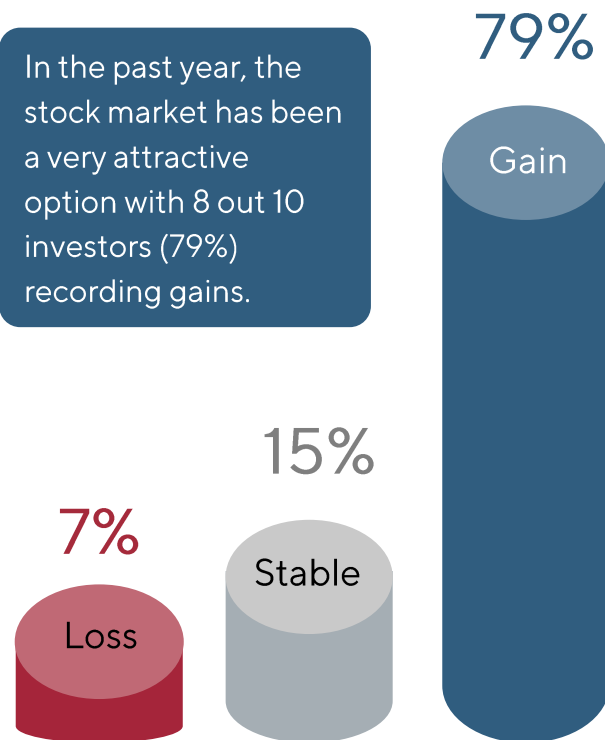 In the past year, the
stock market has been
a very attractive
option with 8 out 10
investors (79%)
recording gains.
79%
Gain
15%
Stable
7%
Loss